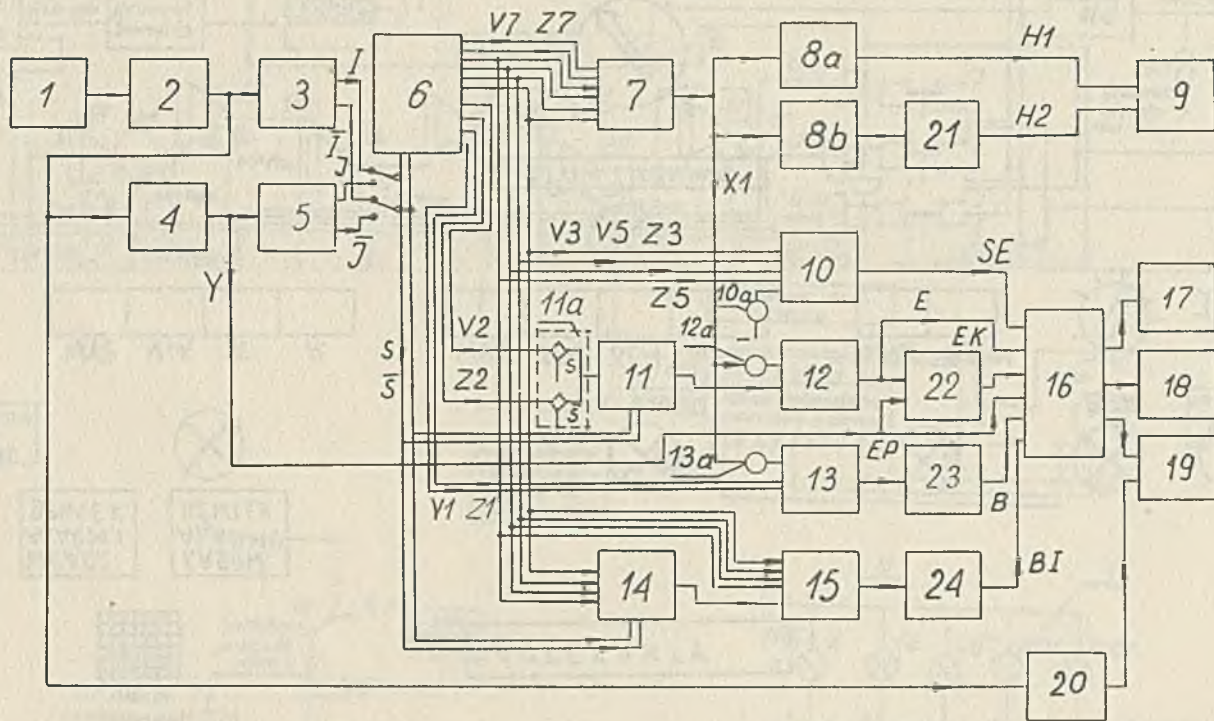 V7 Z7
1
2
3
I
6
7
8a
H1
9
Ī
J
8b
21
H2
4
5
J̄
Y
X1
V3 V5 Z3
10
SE
Z5
10a
17
11a
12a
E
S
V2
S̄
Z2
S
S
11
12
EK
22
16
18
13a
EP
13
23
19
Y1 Z1
B
14
15
24
BI
20